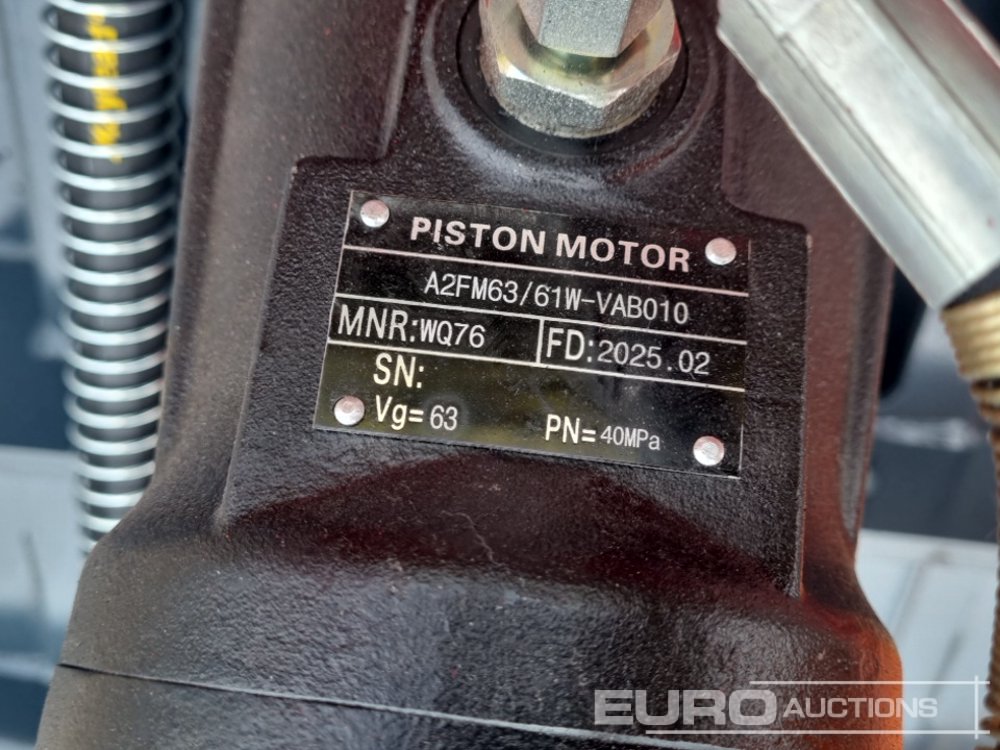 PISTON MOTOR
A2FM63/61W-VAB010
MNR:WQ76 FD:2025.02
SN:
Vg=63 PN=40MPa
EURO AUCTIONS